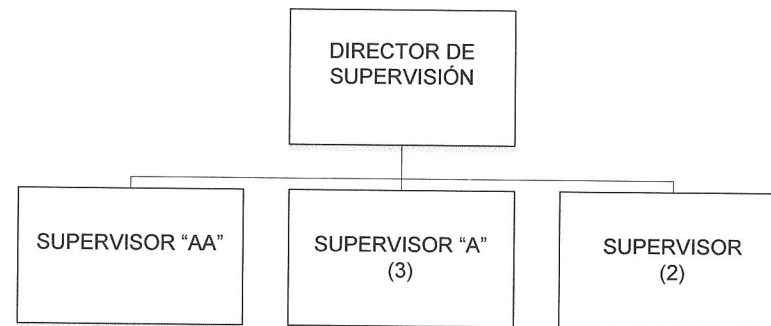 DIRECTOR DE
SUPERVISIÓN
SUPERVISOR “AA”
SUPERVISOR “A”
(3)
SUPERVISOR
(2)